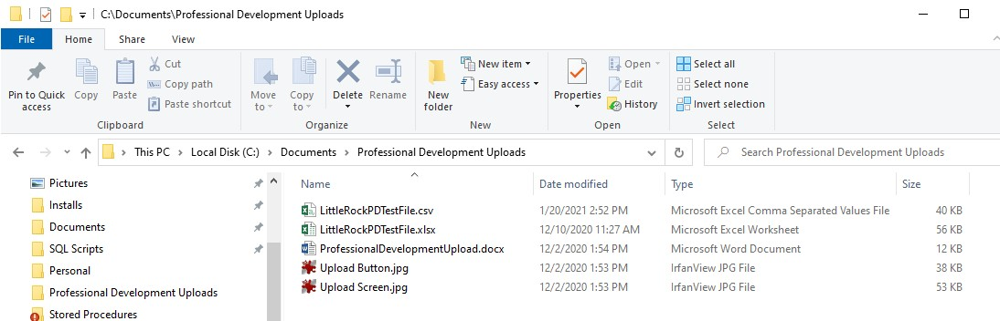 C:\Documents\Professional Development Uploads
File Home Share View
Pin to Quick access
Copy
Paste
Cut
Copy path
Paste shortcut
Clipboard
Move to
Copy to
Delete
Rename
Organize
New folder
New item
Easy access
New
Properties
Open
Edit
History
Open
Select all
Select none
Invert selection
Select
This PC > Local Disk (C:) > Documents > Professional Development Uploads
Search Professional Development Uploads
Pictures
Installs
Documents
SQL Scripts
Personal
Professional Development Uploads
Stored Procedures
Name Date modified Type Size
LittleRockPDTestFile.csv 1/20/2021 2:52 PM Microsoft Excel Comma Separated Values File 40 KB
LittleRockPDTestFile.xlsx 12/10/2020 11:27 AM Microsoft Excel Worksheet 56 KB
ProfessionalDevelopmentUpload.docx 12/2/2020 1:54 PM Microsoft Word Document 12 KB
Upload Button.jpg 12/2/2020 1:53 PM IrfanView JPG File 38 KB
Upload Screen.jpg 12/2/2020 1:53 PM IrfanView JPG File 53 KB